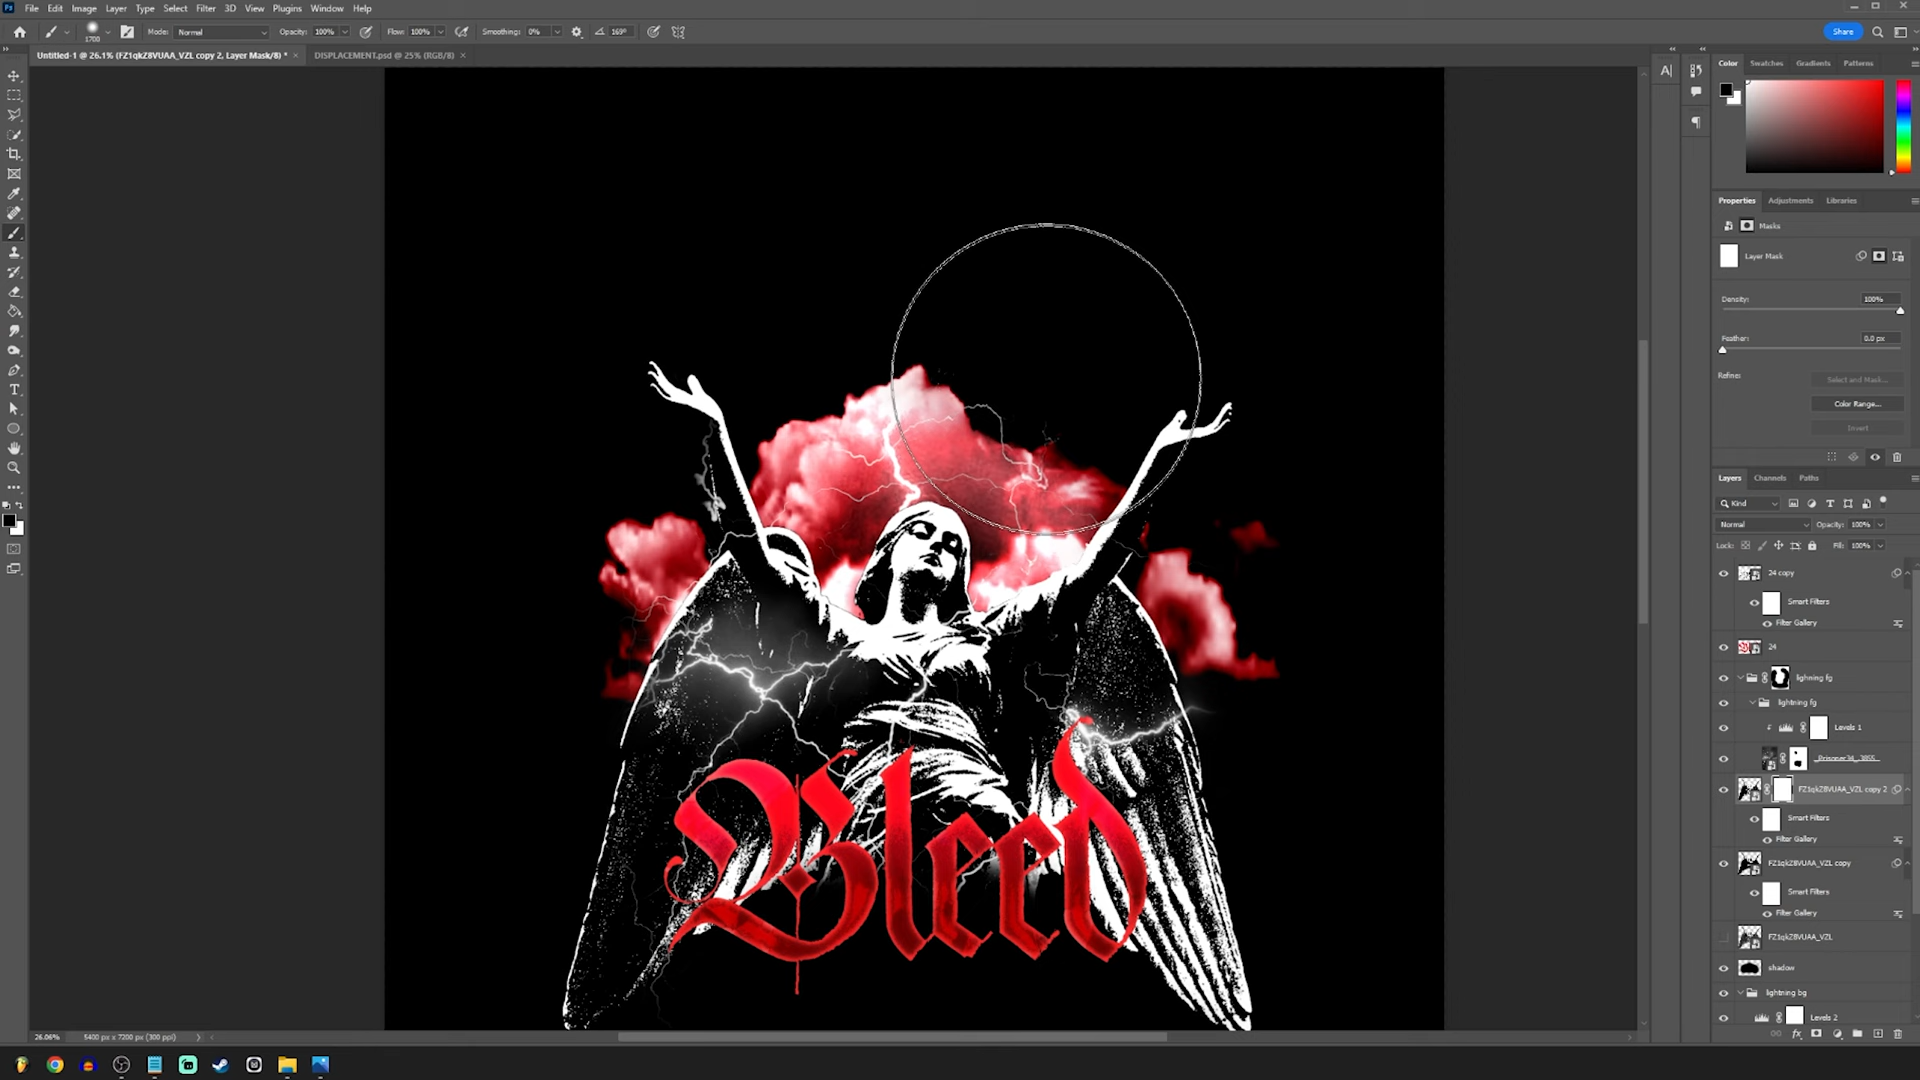 Ps File Edit Image Layer Type Select Filter 3D View Plugins Window Help
1700 Mode: Normal Opacity: 100% Flow: 100% Smoothing: 0% 169° Share
Untitled-1 @ 26.1% (FZ1qkZ8VUAA_VZL copy 2, Layer Mask/8) * × DISPLACEMENT.psd @ 25% (RGB/8) ×
Color Swatches Gradients Patterns
Properties Adjustments Libraries
Masks
Layer Mask
Density: 100%
Feather: 0.0 px
Refine: Select and Mask...
Color Range...
Invert
Layers Channels Paths
Kind
Normal Opacity: 100%
Lock: Fill: 100%
24 copy
Smart Filters
Filter Gallery
24
lighning fg
lightning fg
Levels 1
_Prisoner34_-3855_
FZ1qkZ8VUAA_VZL copy 2
Smart Filters
Filter Gallery
FZ1qkZ8VUAA_VZL copy
Smart Filters
Filter Gallery
FZ1qkZ8VUAA_VZL
shadow
lightning bg
Levels 2
Bleed
26.06% 5400 px x 7200 px (300 ppi)